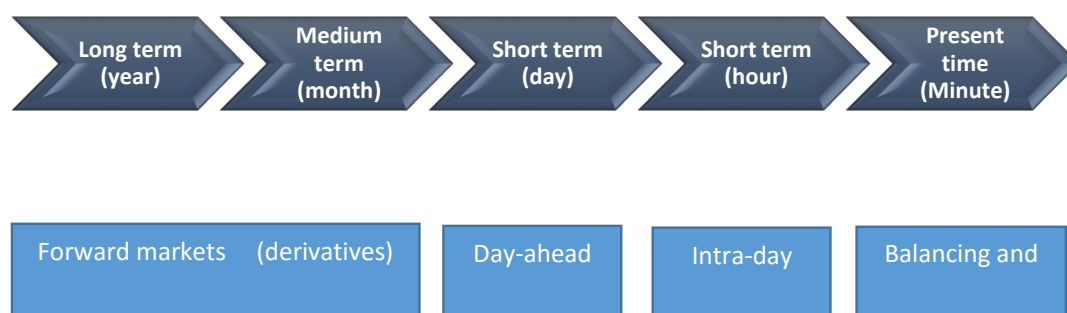 Long term
(year)
Medium
term
(month)
Short term
(day)
Short term
(hour)
Present
time
(Minute)
Forward markets (derivatives)
Day-ahead
Intra-day
Balancing and